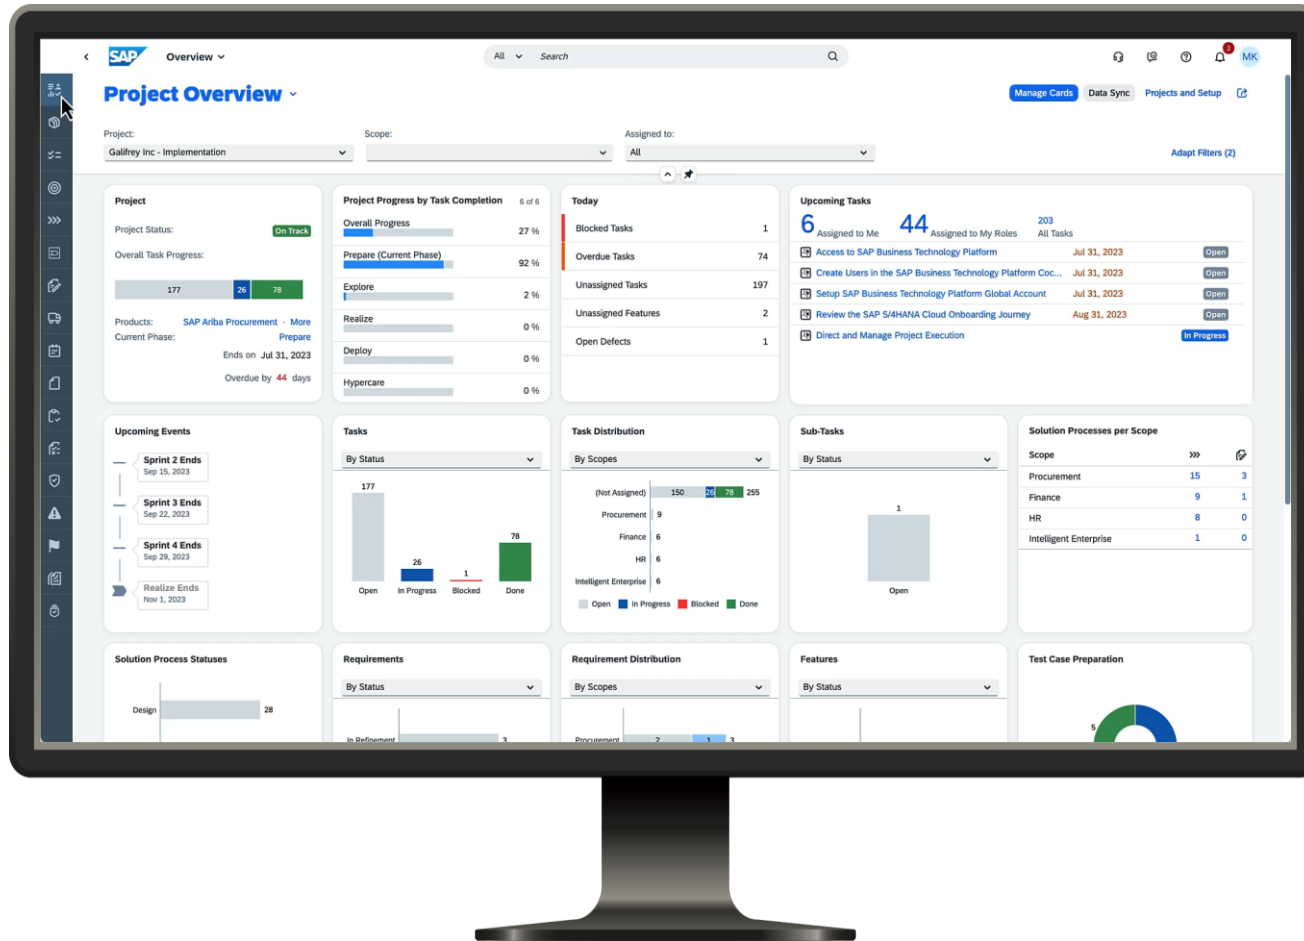 SAP Overview
All Search
2
MK
Project Overview
Manage Cards Data Sync Projects and Setup
Project: Scope: Assigned to:
Galifrey Inc - Implementation All
Adapt Filters (2)
Project
Project Status: On Track
Overall Task Progress:
177 26 78
Products: SAP Ariba Procurement · More
Current Phase: Prepare
Ends on Jul 31, 2023
Overdue by 44 days
Project Progress by Task Completion 6 of 6
Overall Progress
27 %
Prepare (Current Phase)
92 %
Explore
2 %
Realize
0 %
Deploy
0 %
Hypercare
0 %
Today
Blocked Tasks 1
Overdue Tasks 74
Unassigned Tasks 197
Unassigned Features 2
Open Defects 1
Upcoming Tasks
6 Assigned to Me 44 Assigned to My Roles 203 All Tasks
Access to SAP Business Technology Platform Jul 31, 2023 Open
Create Users in the SAP Business Technology Platform Coc... Jul 31, 2023 Open
Setup SAP Business Technology Platform Global Account Jul 31, 2023 Open
Review the SAP S/4HANA Cloud Onboarding Journey Aug 31, 2023 Open
Direct and Manage Project Execution In Progress
Upcoming Events
Sprint 2 Ends
Sep 15, 2023
Sprint 3 Ends
Sep 22, 2023
Sprint 4 Ends
Sep 29, 2023
Realize Ends
Nov 1, 2023
Tasks
By Status
177
26
1
78
Open In Progress Blocked Done
Task Distribution
By Scopes
(Not Assigned) 150 26 78 255
Procurement 9
Finance 6
HR 6
Intelligent Enterprise 6
Open In Progress Blocked Done
Sub-Tasks
By Status
1
Open
Solution Processes per Scope
Scope
Procurement 15 3
Finance 9 1
HR 8 0
Intelligent Enterprise 1 0
Solution Process Statuses
Design 28
Requirements
By Status
In Refinement 3
Requirement Distribution
By Scopes
Procurement 2 1 3
Features
By Status
Test Case Preparation
5